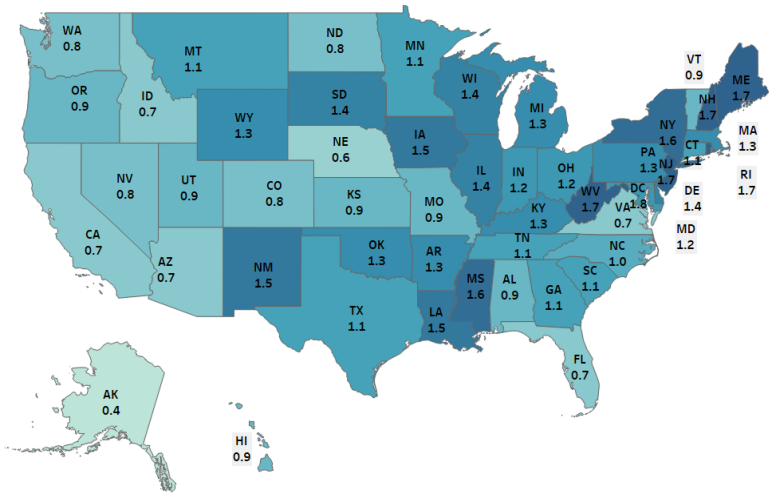 WA
0.8
MT
1.1
ND
0.8
MN
1.1
VT
0.9
ME
1.7
OR
0.9
ID
0.7
SD
1.4
WI
1.4
MI
1.3
NH
1.7
WY
1.3
NY
1.6
MA
1.3
NE
0.6
IA
1.5
PA
1.3
CT
1.1
NJ
1.7
RI
1.7
NV
0.8
UT
0.9
CO
0.8
KS
0.9
MO
0.9
IL
1.4
IN
1.2
OH
1.2
WV
1.7
DC
1.8
DE
1.4
VA
0.7
MD
1.2
CA
0.7
AZ
0.7
NM
1.5
OK
1.3
AR
1.3
KY
1.3
TN
1.1
NC
1.0
SC
1.1
MS
1.6
AL
0.9
GA
1.1
TX
1.1
LA
1.5
FL
0.7
AK
0.4
HI
0.9